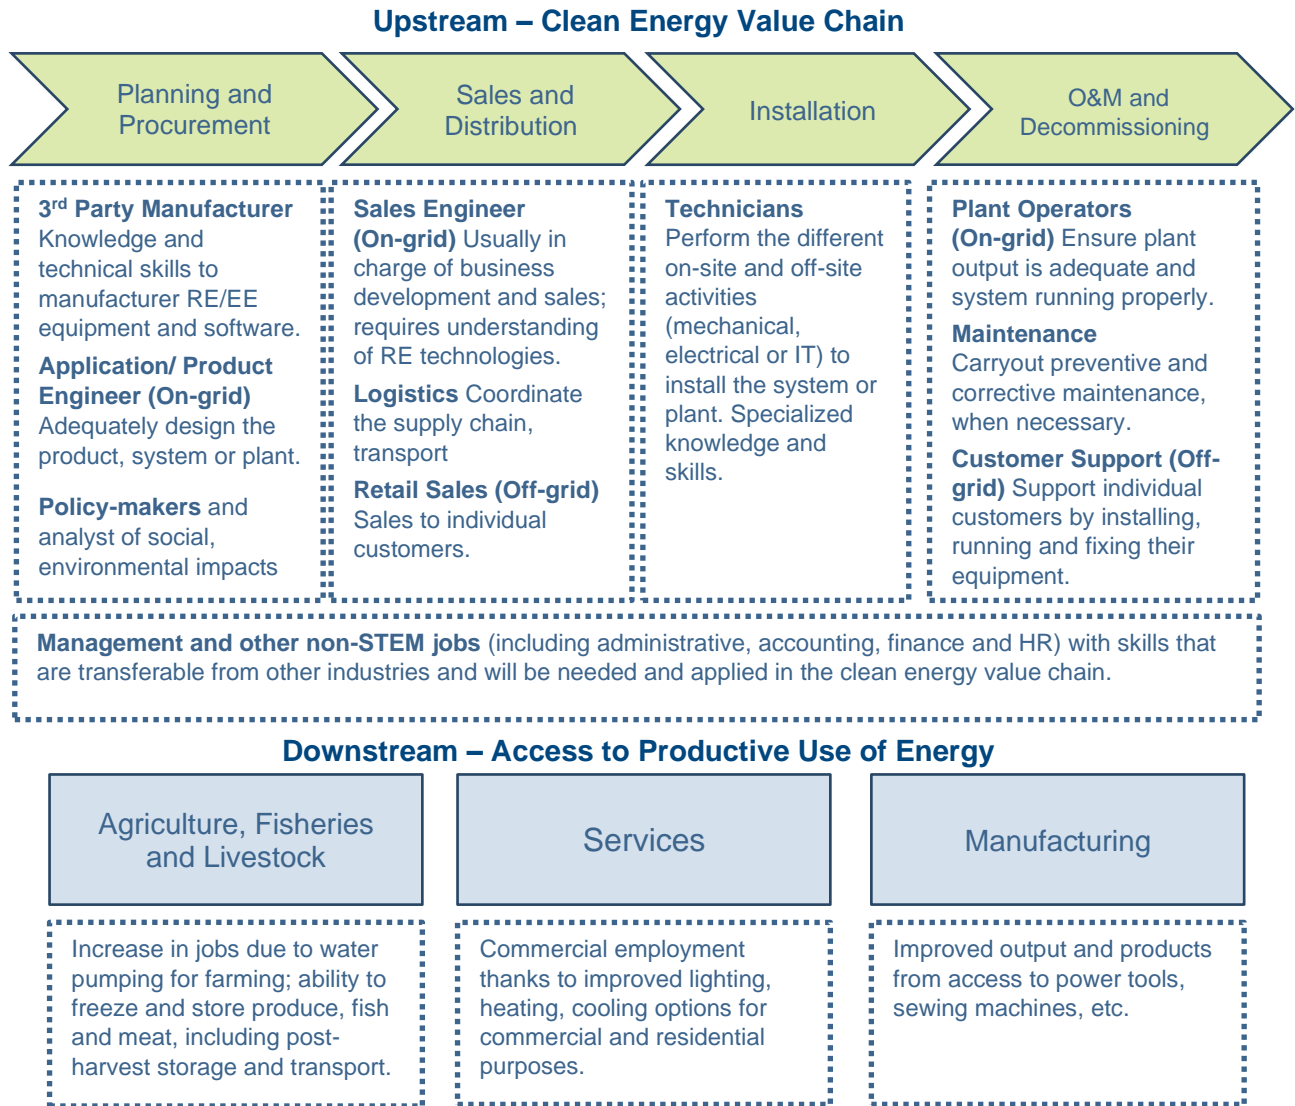 Upstream – Clean Energy Value Chain
Planning and
Procurement
Sales and
Distribution
Installation
O&M and
Decommissioning
3rd Party Manufacturer
Knowledge and
technical skills to
manufacturer RE/EE
equipment and software.
Application/ Product
Engineer (On-grid)
Adequately design the
product, system or plant.
Policy-makers and
analyst of social,
environmental impacts
Sales Engineer
(On-grid) Usually in
charge of business
development and sales;
requires understanding
of RE technologies.
Logistics Coordinate
the supply chain,
transport
Retail Sales (Off-grid)
Sales to individual
customers.
Technicians
Perform the different
on-site and off-site
activities
(mechanical,
electrical or IT) to
install the system or
plant. Specialized
knowledge and
skills.
Plant Operators
(On-grid) Ensure plant
output is adequate and
system running properly.
Maintenance
Carryout preventive and
corrective maintenance,
when necessary.
Customer Support (Off-
grid) Support individual
customers by installing,
running and fixing their
equipment.
Management and other non-STEM jobs (including administrative, accounting, finance and HR) with skills that
are transferable from other industries and will be needed and applied in the clean energy value chain.
Downstream – Access to Productive Use of Energy
Agriculture, Fisheries
and Livestock
Services
Manufacturing
Increase in jobs due to water
pumping for farming; ability to
freeze and store produce, fish
and meat, including post-
harvest storage and transport.
Commercial employment
thanks to improved lighting,
heating, cooling options for
commercial and residential
purposes.
Improved output and products
from access to power tools,
sewing machines, etc.